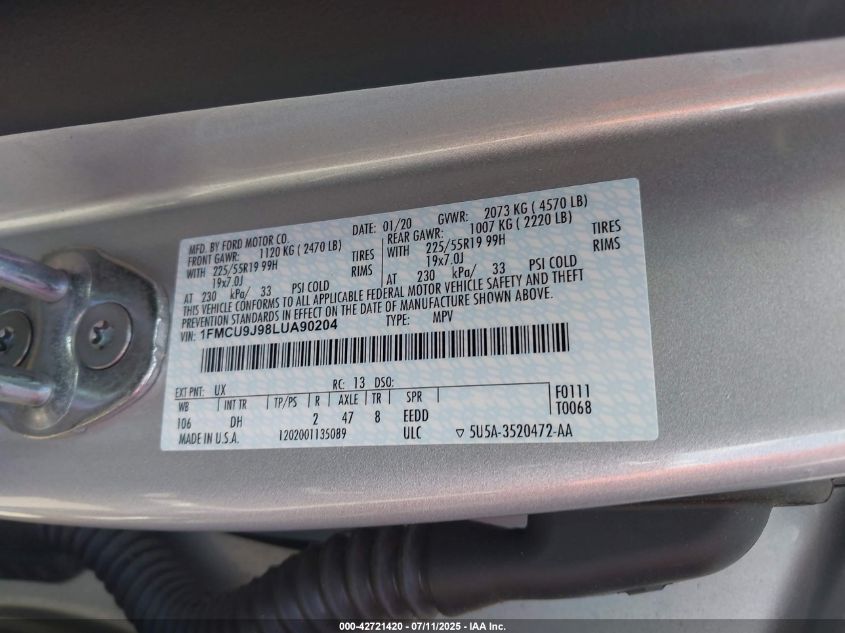 MFD. BY FORD MOTOR CO. DATE: 01/20 GVWR: 2073 KG ( 4570 LB)
FRONT GAWR: 1120 KG ( 2470 LB) REAR GAWR: 1007 KG ( 2220 LB)
WITH 225/55R19 99H TIRES WITH 225/55R19 99H TIRES
19x7.0J RIMS 19x7.0J RIMS
AT 230 kPa/ 33 PSI COLD AT 230 kPa/ 33 PSI COLD
THIS VEHICLE CONFORMS TO ALL APPLICABLE FEDERAL MOTOR VEHICLE SAFETY AND THEFT
PREVENTION STANDARDS IN EFFECT ON THE DATE OF MANUFACTURE SHOWN ABOVE.
VIN: 1FMCU9J98LUA90204 TYPE: MPV
EXT PNT: UX RC: 13 DSO:
WB INT TR TP/PS R AXLE TR SPR F0111
106 DH 2 47 8 EEDD T0068
MADE IN U.S.A. 1202001135089 ULC ▽ 5U5A-3520472-AA
000-42721420 - 07/11/2025 - IAA Inc.